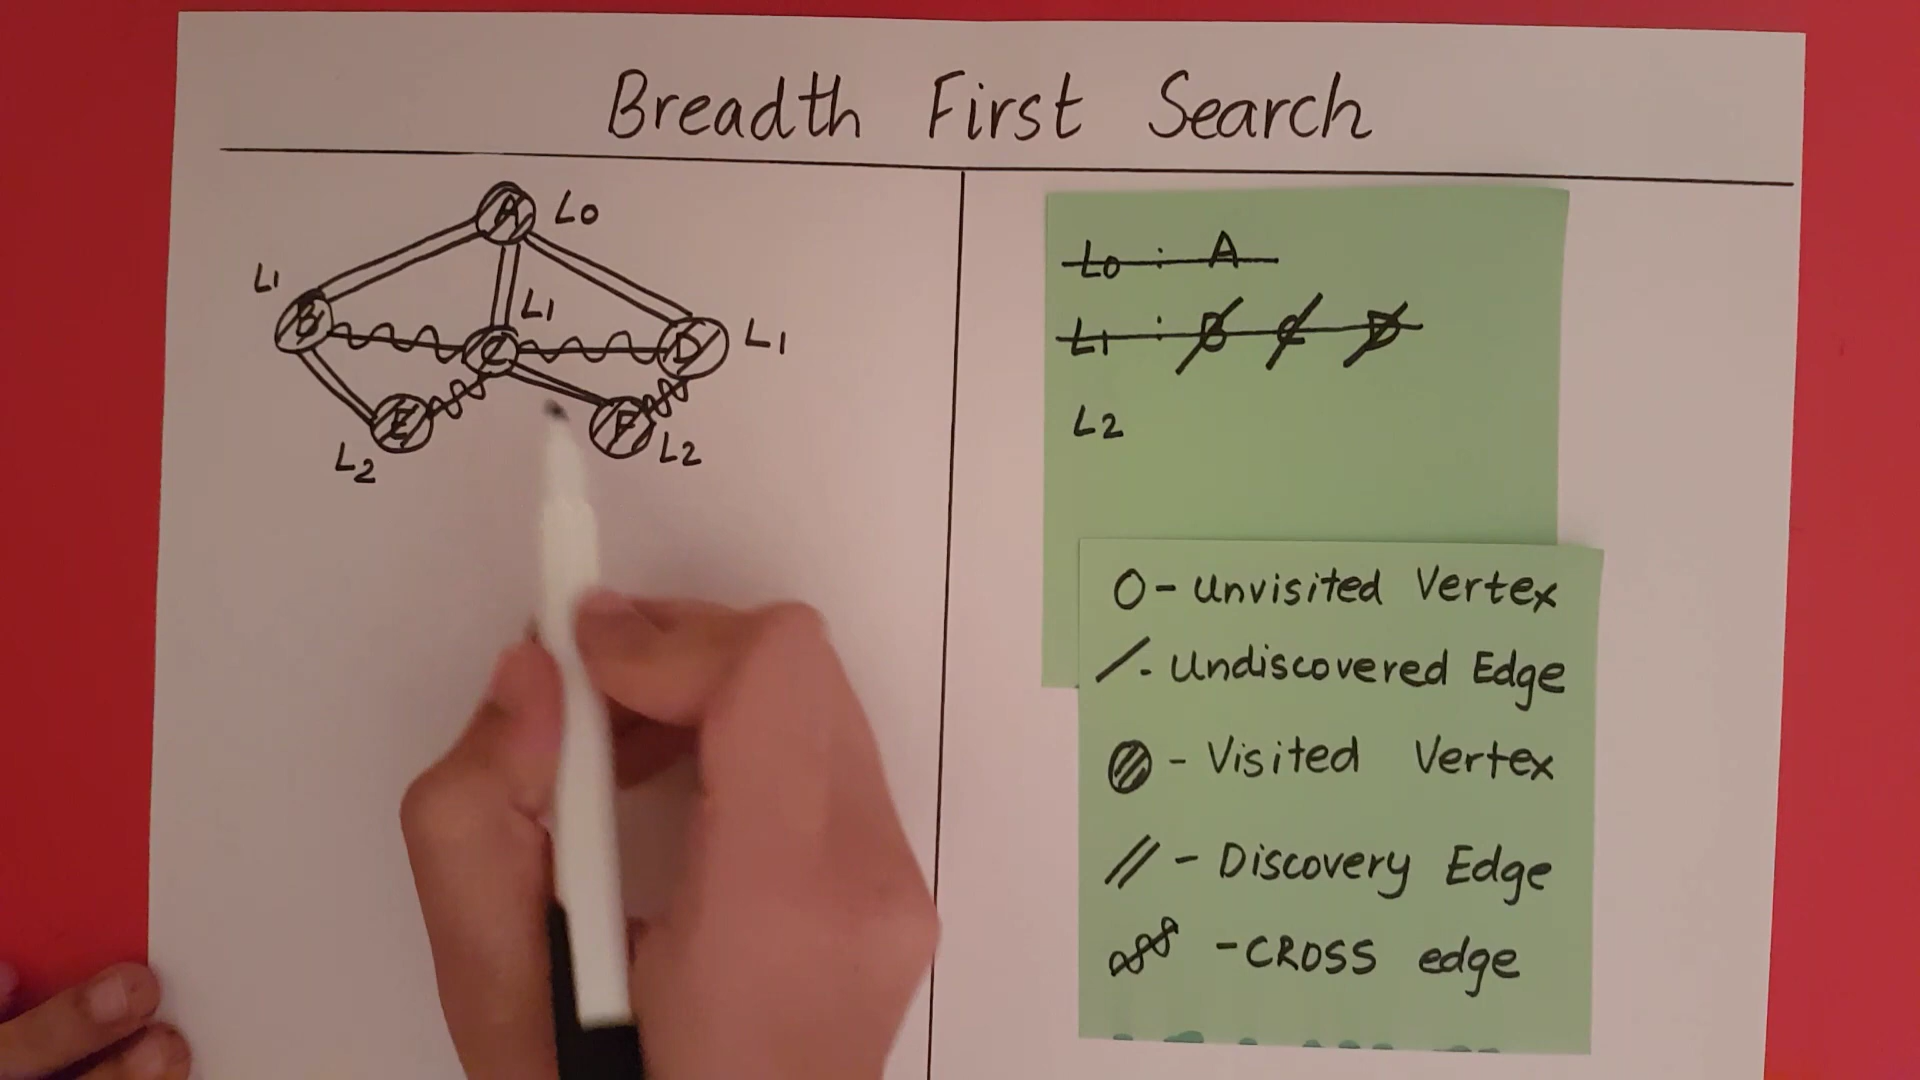 Breadth First Search
A L0
L1
B
L1
C
D L1
E
L2
F
L2
L0 : A
L1 : B C D
L2
O - Unvisited Vertex
/ - Undiscovered Edge
- Visited Vertex
// - Discovery Edge
- CROSS edge